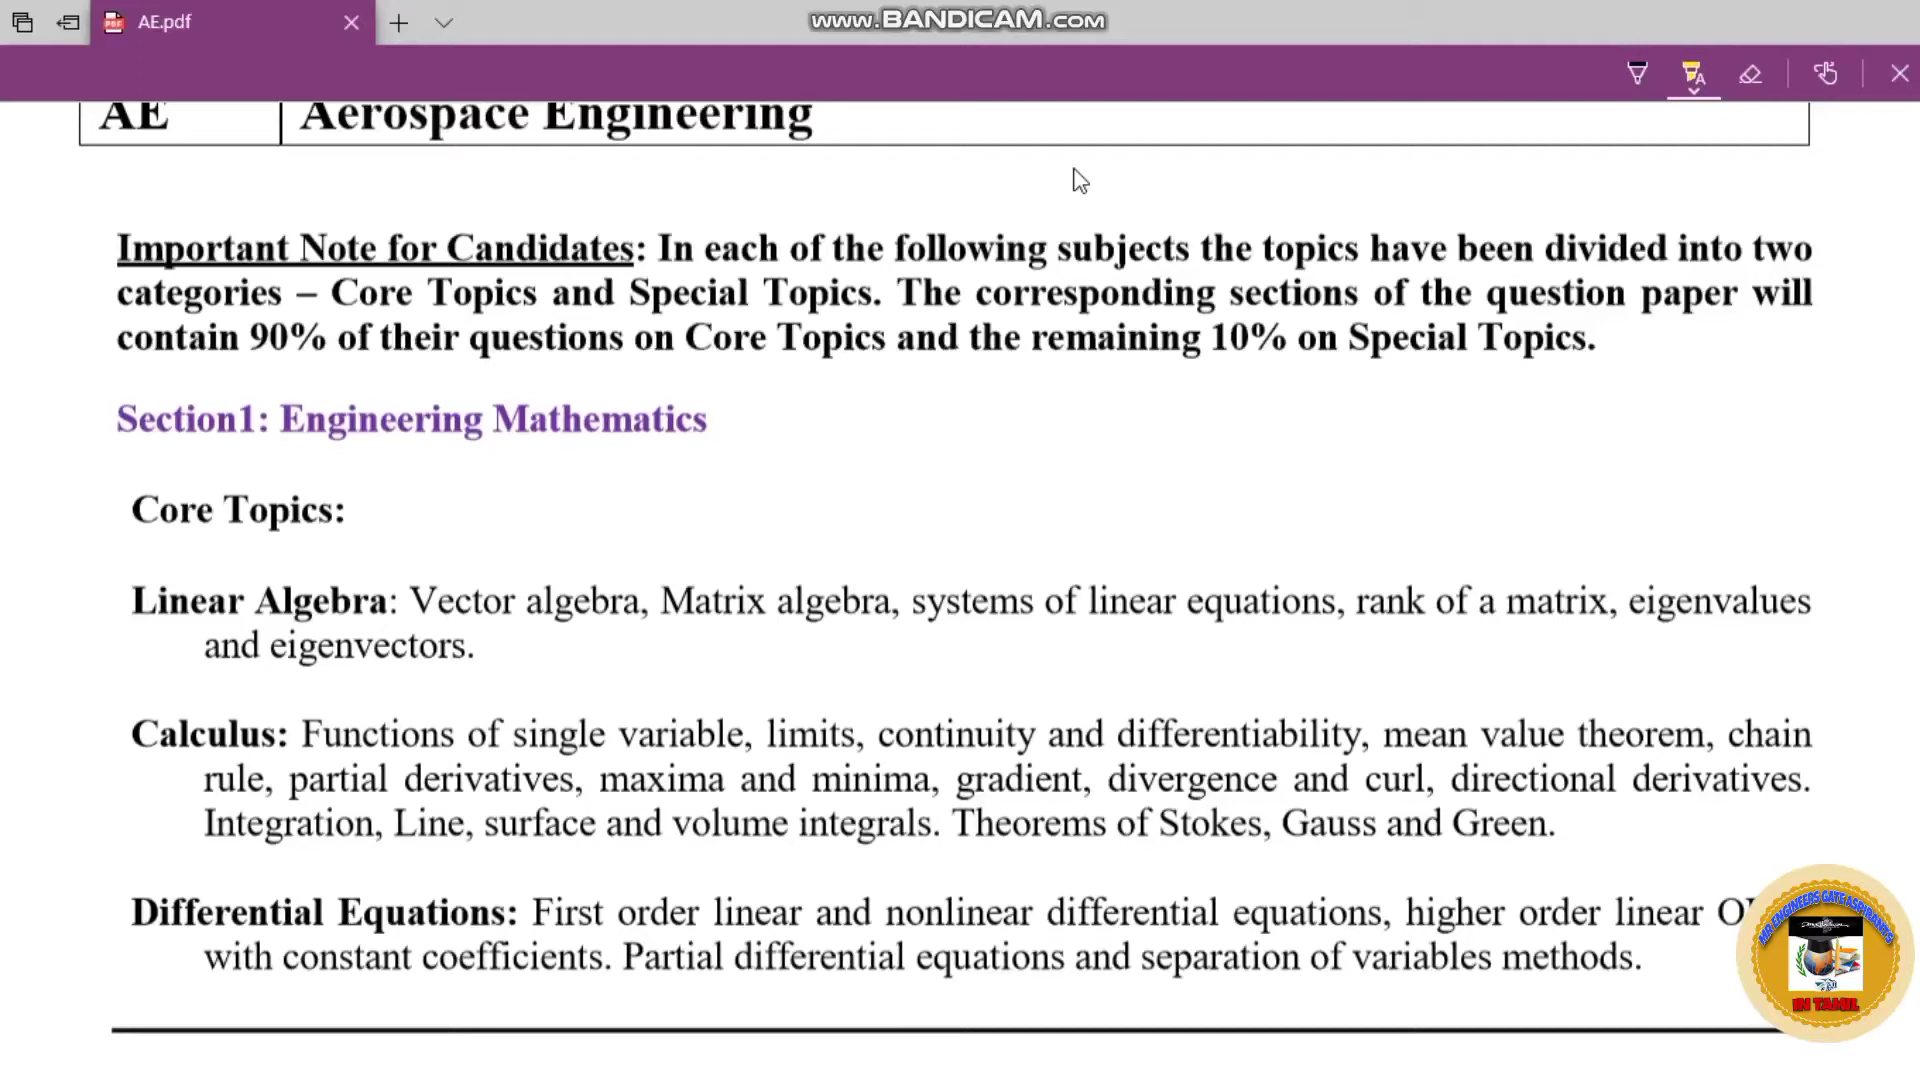 AE.pdf
www.BANDICAM.com
AE Aerospace Engineering
Important Note for Candidates: In each of the following subjects the topics have been divided into two
categories – Core Topics and Special Topics. The corresponding sections of the question paper will
contain 90% of their questions on Core Topics and the remaining 10% on Special Topics.
Section1: Engineering Mathematics
Core Topics:
Linear Algebra: Vector algebra, Matrix algebra, systems of linear equations, rank of a matrix, eigenvalues
and eigenvectors.
Calculus: Functions of single variable, limits, continuity and differentiability, mean value theorem, chain
rule, partial derivatives, maxima and minima, gradient, divergence and curl, directional derivatives.
Integration, Line, surface and volume integrals. Theorems of Stokes, Gauss and Green.
Differential Equations: First order linear and nonlinear differential equations, higher order linear
with constant coefficients. Partial differential equations and separation of variables methods.
MR ENGINEERS GATE ASPIRANTS
IN TAMIL